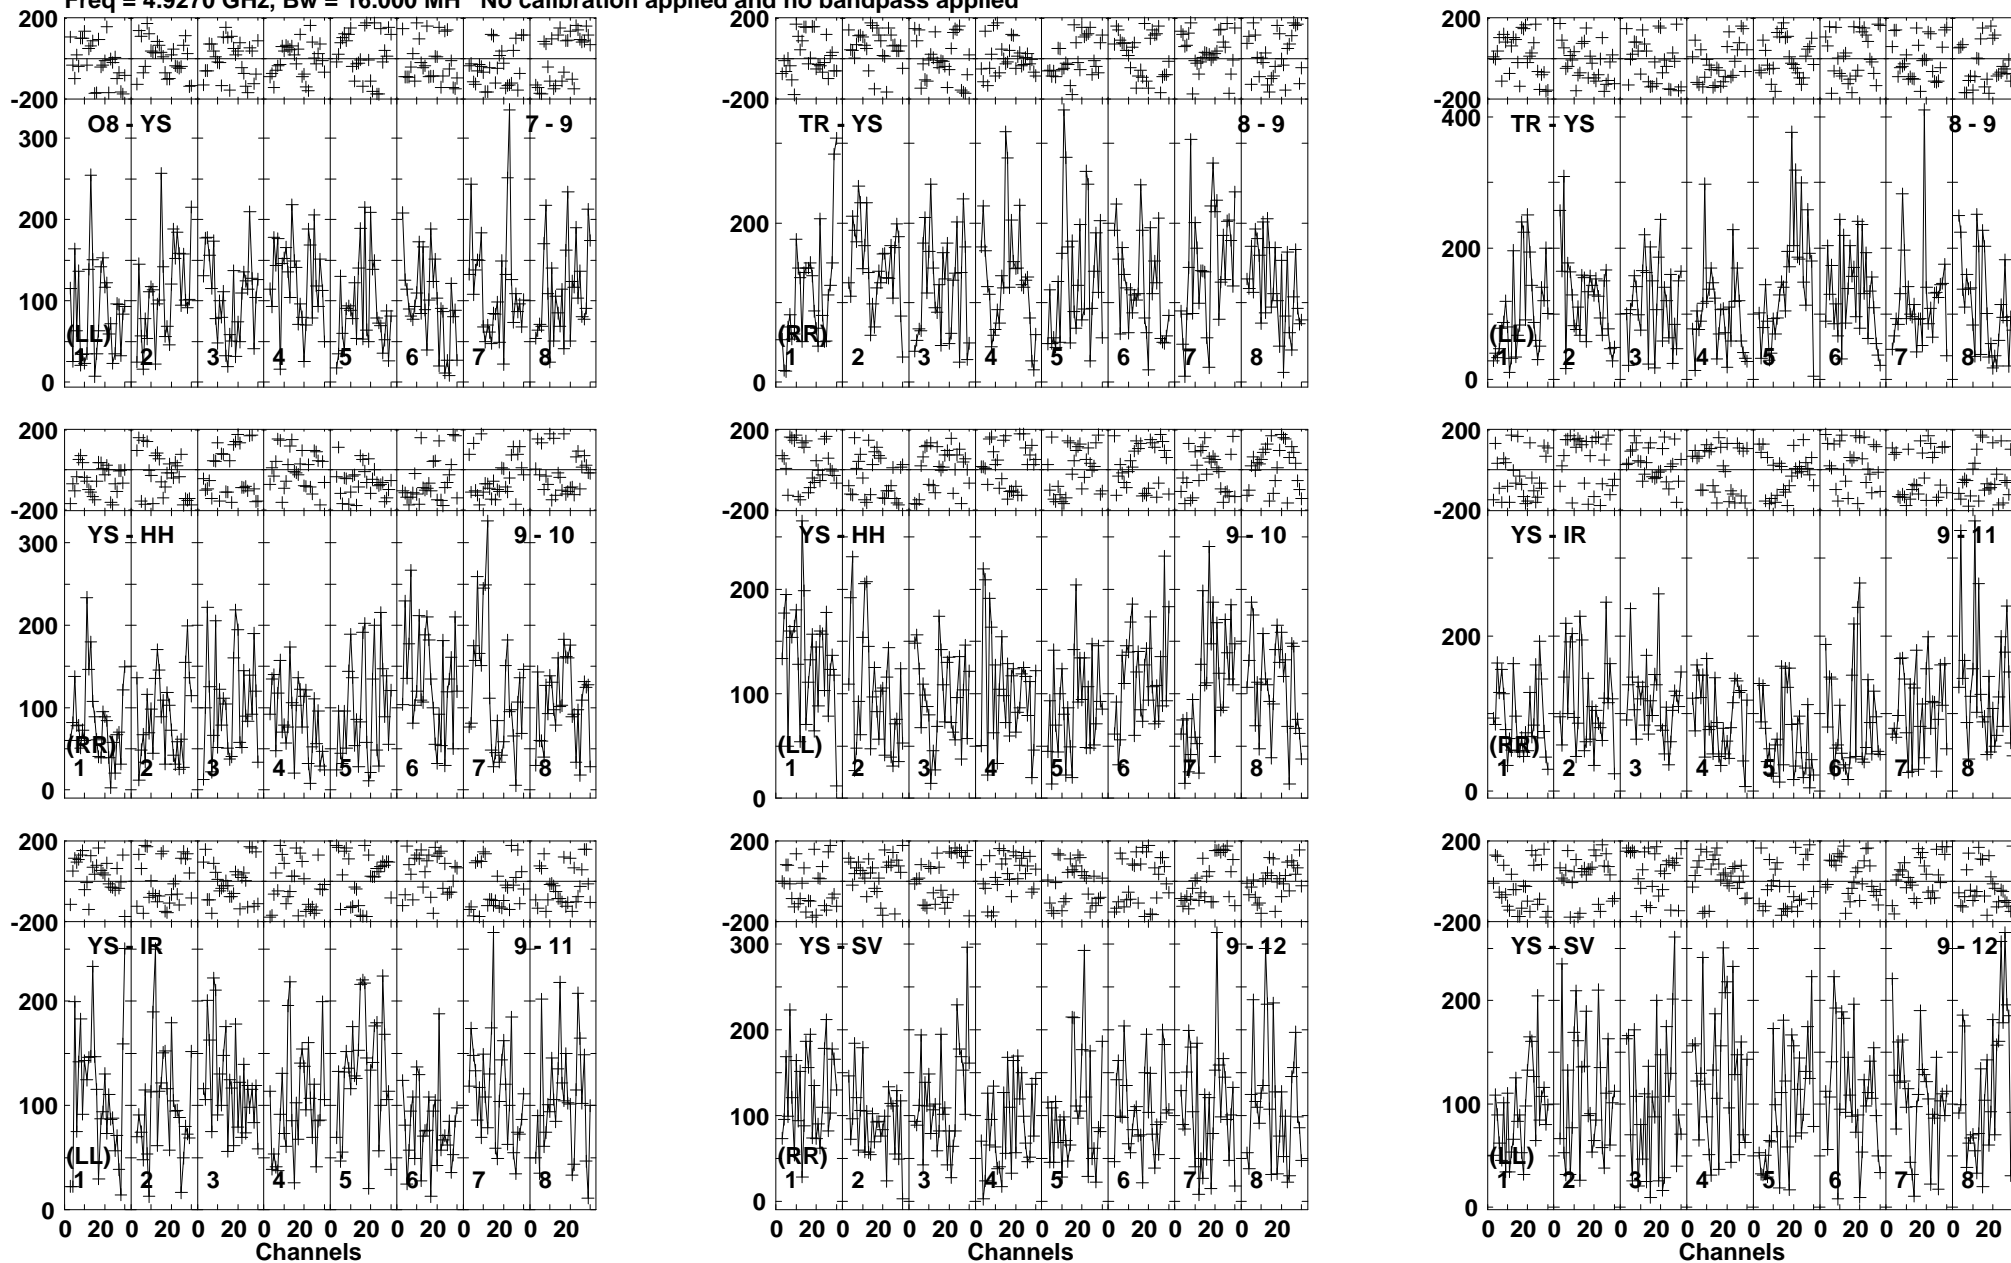 Freq = 4.9270 GHz, Bw = 16.000 MH No calibration applied and no bandpass applied
200 200 200
-200 -200 -200
O8 - YS 7 - 9 TR - YS 8 - 9 TR - YS 8 - 9
300 400
200 200 200
100
(LL) (RR) (LL)
1 2 3 4 5 6 7 8 1 2 3 4 5 6 7 8 1 2 3 4 5 6 7 8
0 0 0
200 200 200
-200 -200 -200
YS - HH 9 - 10 YS - HH 9 - 10 YS - IR 9 - 11
300
200 200 200
100 100
(RR) (LL) (RR)
1 2 3 4 5 6 7 8 1 2 3 4 5 6 7 8 1 2 3 4 5 6 7 8
0 0 0
200 200 200
-200 -200 -200
YS - IR 9 - 11 YS - SV 9 - 12 YS - SV 9 - 12
300
200 200 200
100 100 100
(LL) (RR) (LL)
1 2 3 4 5 6 7 8 1 2 3 4 5 6 7 8 1 2 3 4 5 6 7 8
0 0 0
0 20 0 20 0 20 0 20 0 20 0 20 0 20 0 20 0 20 0 20 0 20 0 20 0 20 0 20 0 20 0 20 0 20 0 20 0 20 0 20 0 20 0 20 0 20 0 20
Channels Channels Channels